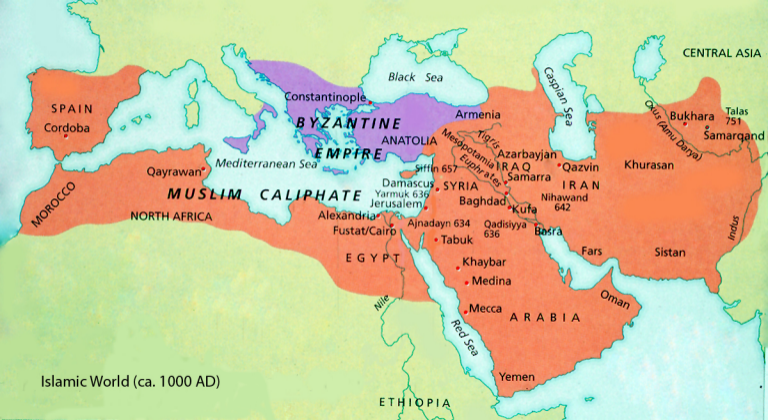 CENTRAL ASIA
Black Sea
Caspian Sea
Constantinople
SPAIN
Cordoba
BYZANTINE
EMPIRE
ANATOLIA
Armenia
Oxus (Amu Darya)
Bukhara
Talas
751
Samarqand
Tigris
Mesopotamia
Euphrates
Azarbayjan
IRAQ
Samarra
Qazvin
IRAN
Khurasan
Mediterranean Sea
Qayrawan
MOROCCO
MUSLIM CALIPHATE
NORTH AFRICA
Siffin 657
Damascus
SYRIA
Yarmuk 636
Jerusalem
Baghdad
Kufa
Nihawand
642
Alexandria
Fustat/Cairo
Ajnadayn 634
Qadisiyya
636
Basra
Tabuk
EGYPT
Fars
Sistan
Indus
Khaybar
Medina
Mecca
ARABIA
Oman
Nile
Red Sea
Yemen
Islamic World (ca. 1000 AD)
ETHIOPIA